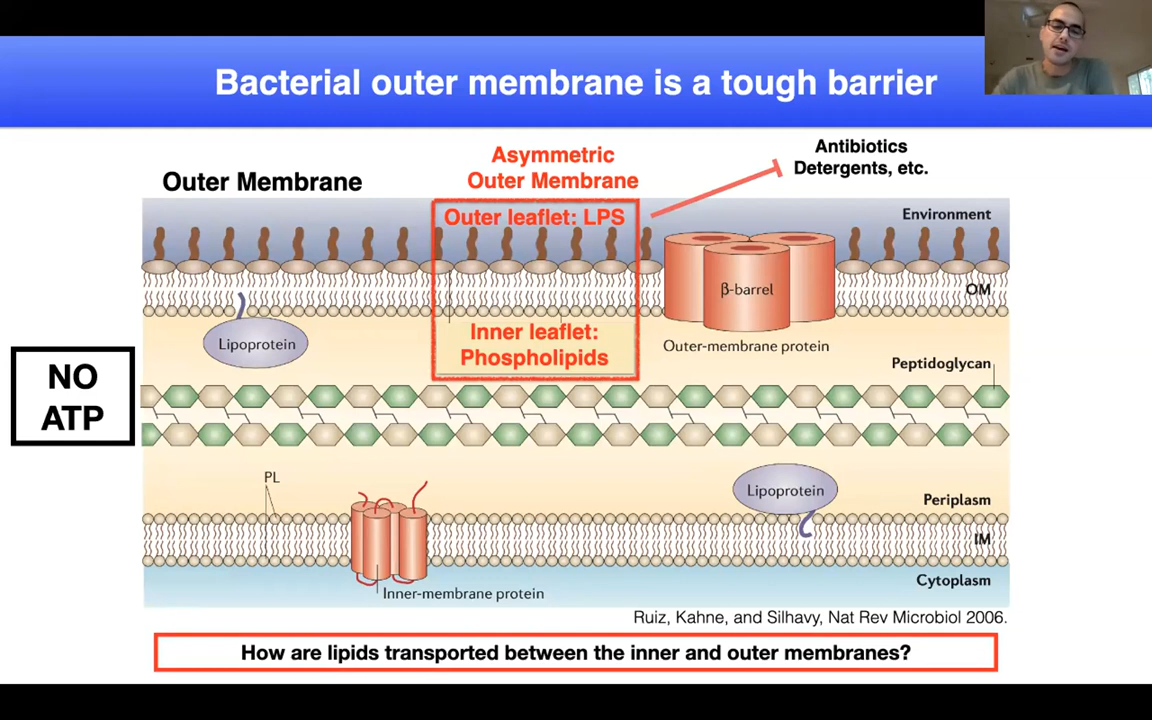 Bacterial outer membrane is a tough barrier
Asymmetric
Outer Membrane
Antibiotics
Detergents, etc.
Outer Membrane
Outer leaflet: LPS
Environment
β-barrel
OM
Lipoprotein
Inner leaflet:
Phospholipids
Outer-membrane protein
Peptidoglycan
NO
ATP
PL
Lipoprotein
Periplasm
IM
Cytoplasm
Inner-membrane protein
Ruiz, Kahne, and Silhavy, Nat Rev Microbiol 2006.
How are lipids transported between the inner and outer membranes?